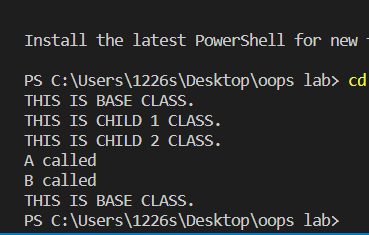 Install the latest PowerShell for new
PS C:\Users\1226s\Desktop\oops lab> cd
THIS IS BASE CLASS.
THIS IS CHILD 1 CLASS.
THIS IS CHILD 2 CLASS.
A called
B called
THIS IS BASE CLASS.
PS C:\Users\1226s\Desktop\oops lab>